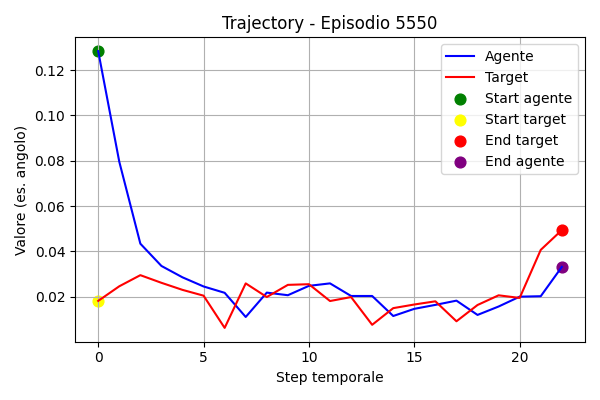 Trajectory - Episodio 5550
Valore (es. angolo)
0.12
0.10
0.08
0.06
0.04
0.02
0
5
10
15
20
Step temporale
Agente
Target
Start agente
Start target
End target
End agente